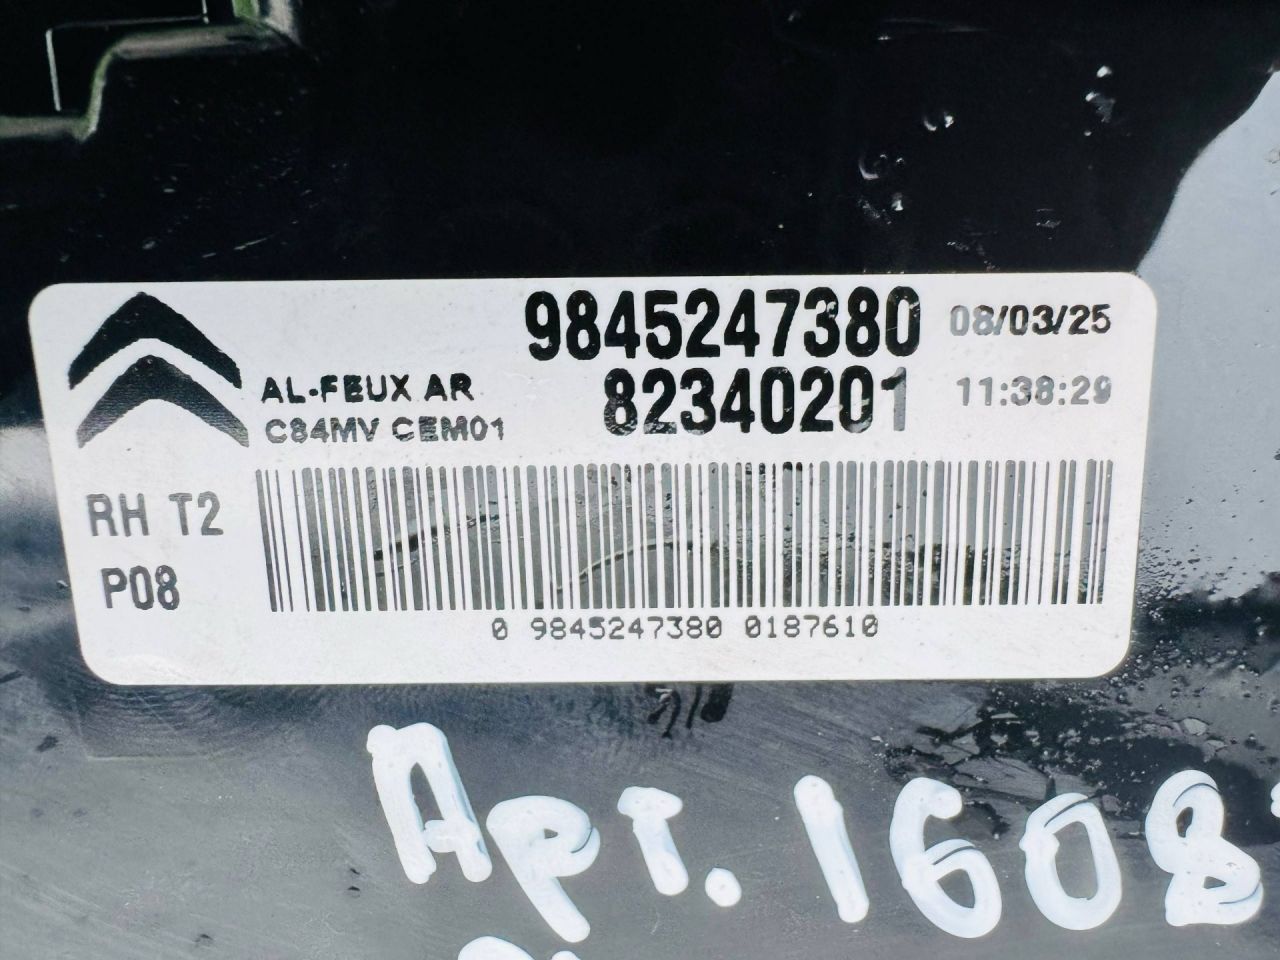 9845247380 08/03/25
AL-FEUX AR 82340201 11:38:29
C84MV CEM01
RH T2
P08
0 9845247380 0187610
Арт. 1608